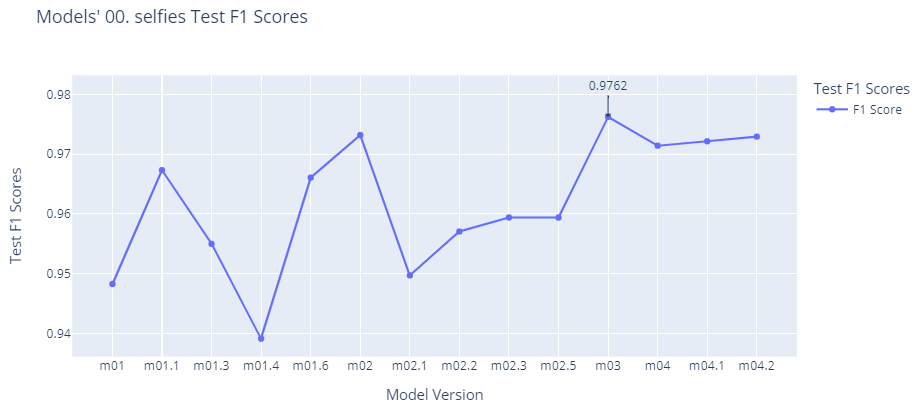 Models' 00. selfies Test F1 Scores
0.9762
Test F1 Scores
F1 Score
Test F1 Scores
0.98
0.97
0.96
0.95
0.94
m01 m01.1 m01.3 m01.4 m01.6 m02 m02.1 m02.2 m02.3 m02.5 m03 m04 m04.1 m04.2
Model Version